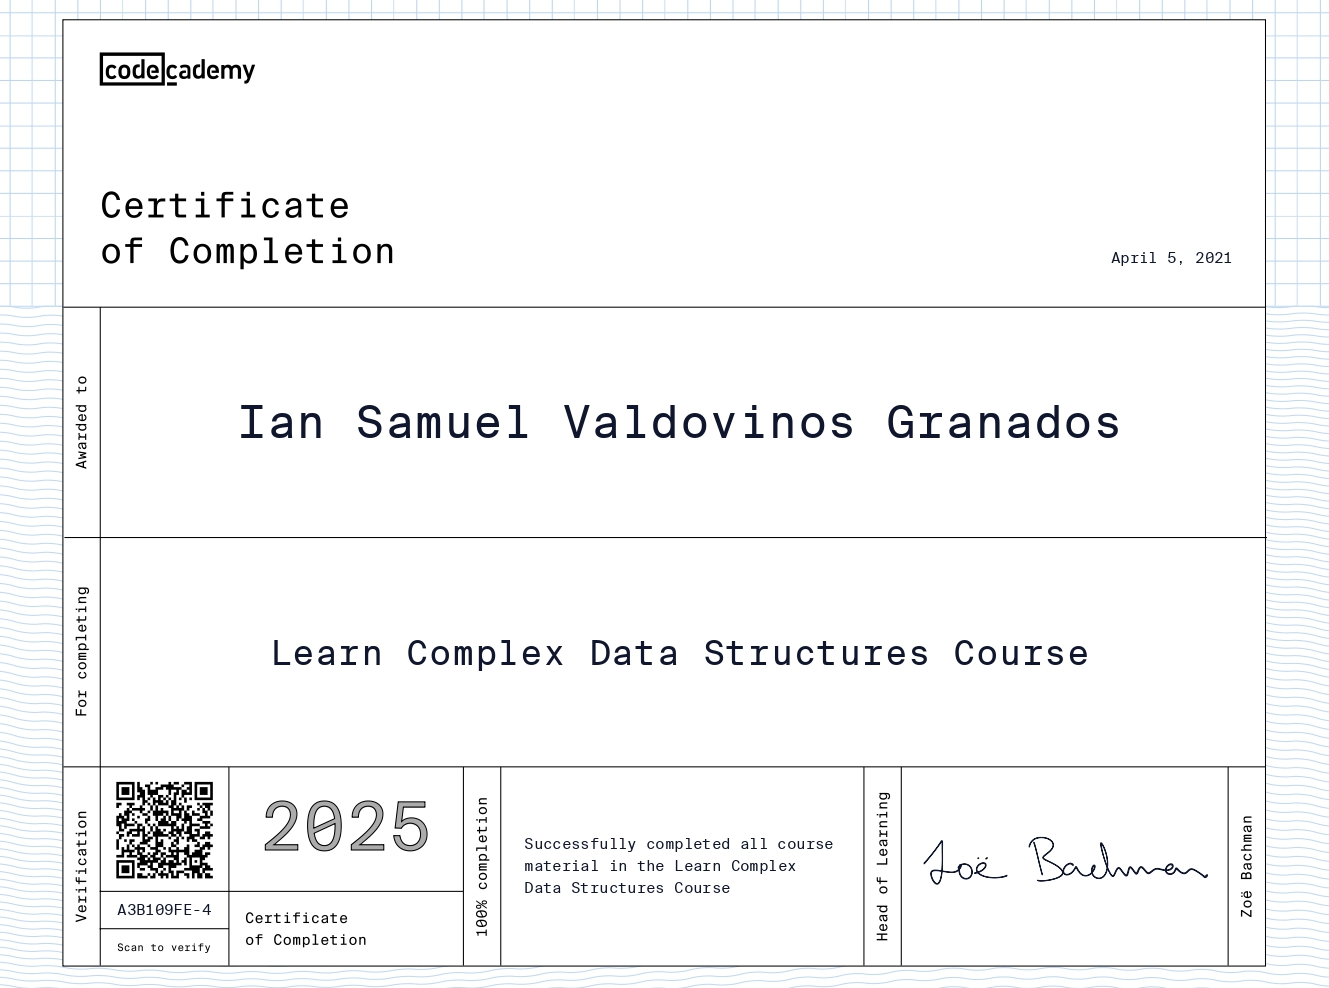 codecademy
Certificate
of Completion
April 5, 2021
Awarded to
Ian Samuel Valdovinos Granados
For completing
Learn Complex Data Structures Course
Verification
A3B109FE-4
Scan to verify
2025
Certificate
of Completion
100% completion
Successfully completed all course
material in the Learn Complex
Data Structures Course
Head of Learning
Zoë Bachman
Zoë Bachman